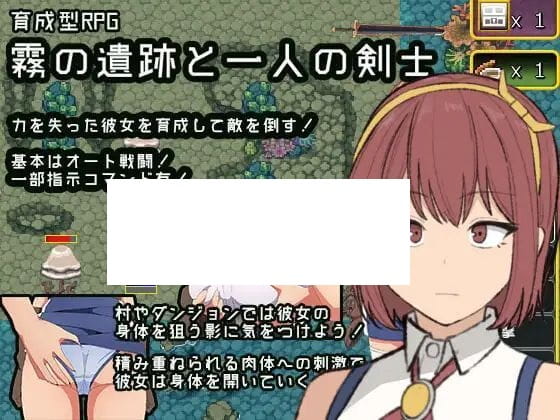 育成型RPG
霧の遺跡と一人の剣士
x 1
x 1
力を失った彼女を育成して敵を倒す！
基本はオート戦闘！
一部指示コマンド有！
村やダンジョンでは彼女の
身体を狙う影に気をつけよう！
積み重ねられる肉体への刺激で
彼女は身体を開いていく